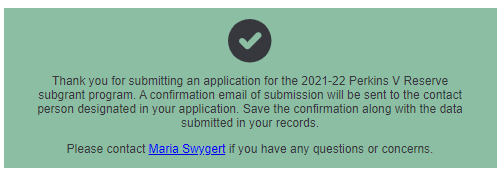 Thank you for submitting an application for the 2021-22 Perkins V Reserve
subgrant program. A confirmation email of submission will be sent to the contact
person designated in your application. Save the confirmation along with the data
submitted in your records.
Please contact Maria Swygert if you have any questions or concerns.